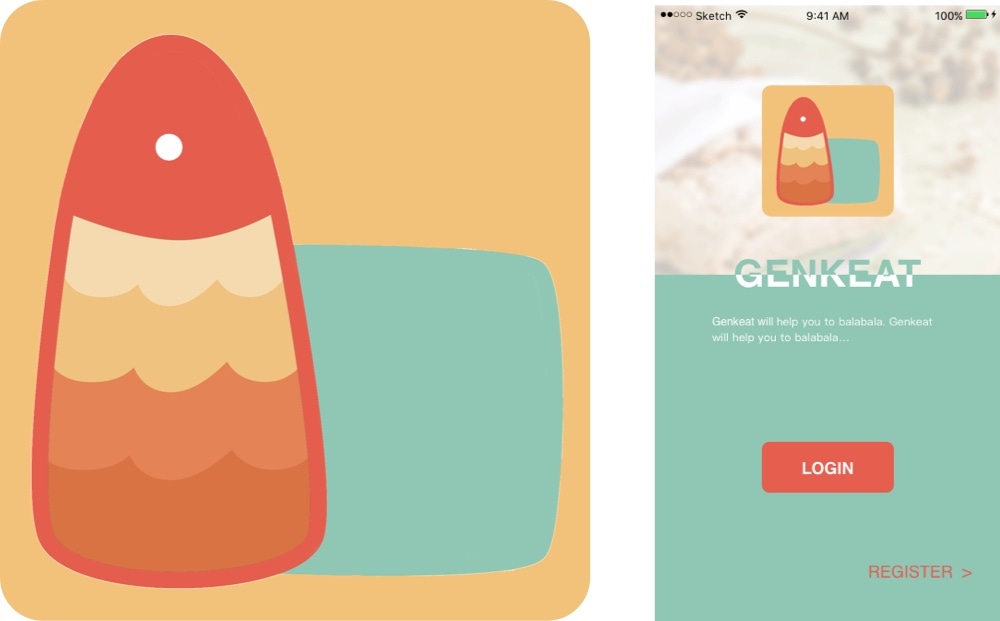 Sketch 9:41 AM 100%
GENKEAT
Genkeat will help you to balabala. Genkeat
will help you to balabala...
LOGIN
REGISTER >